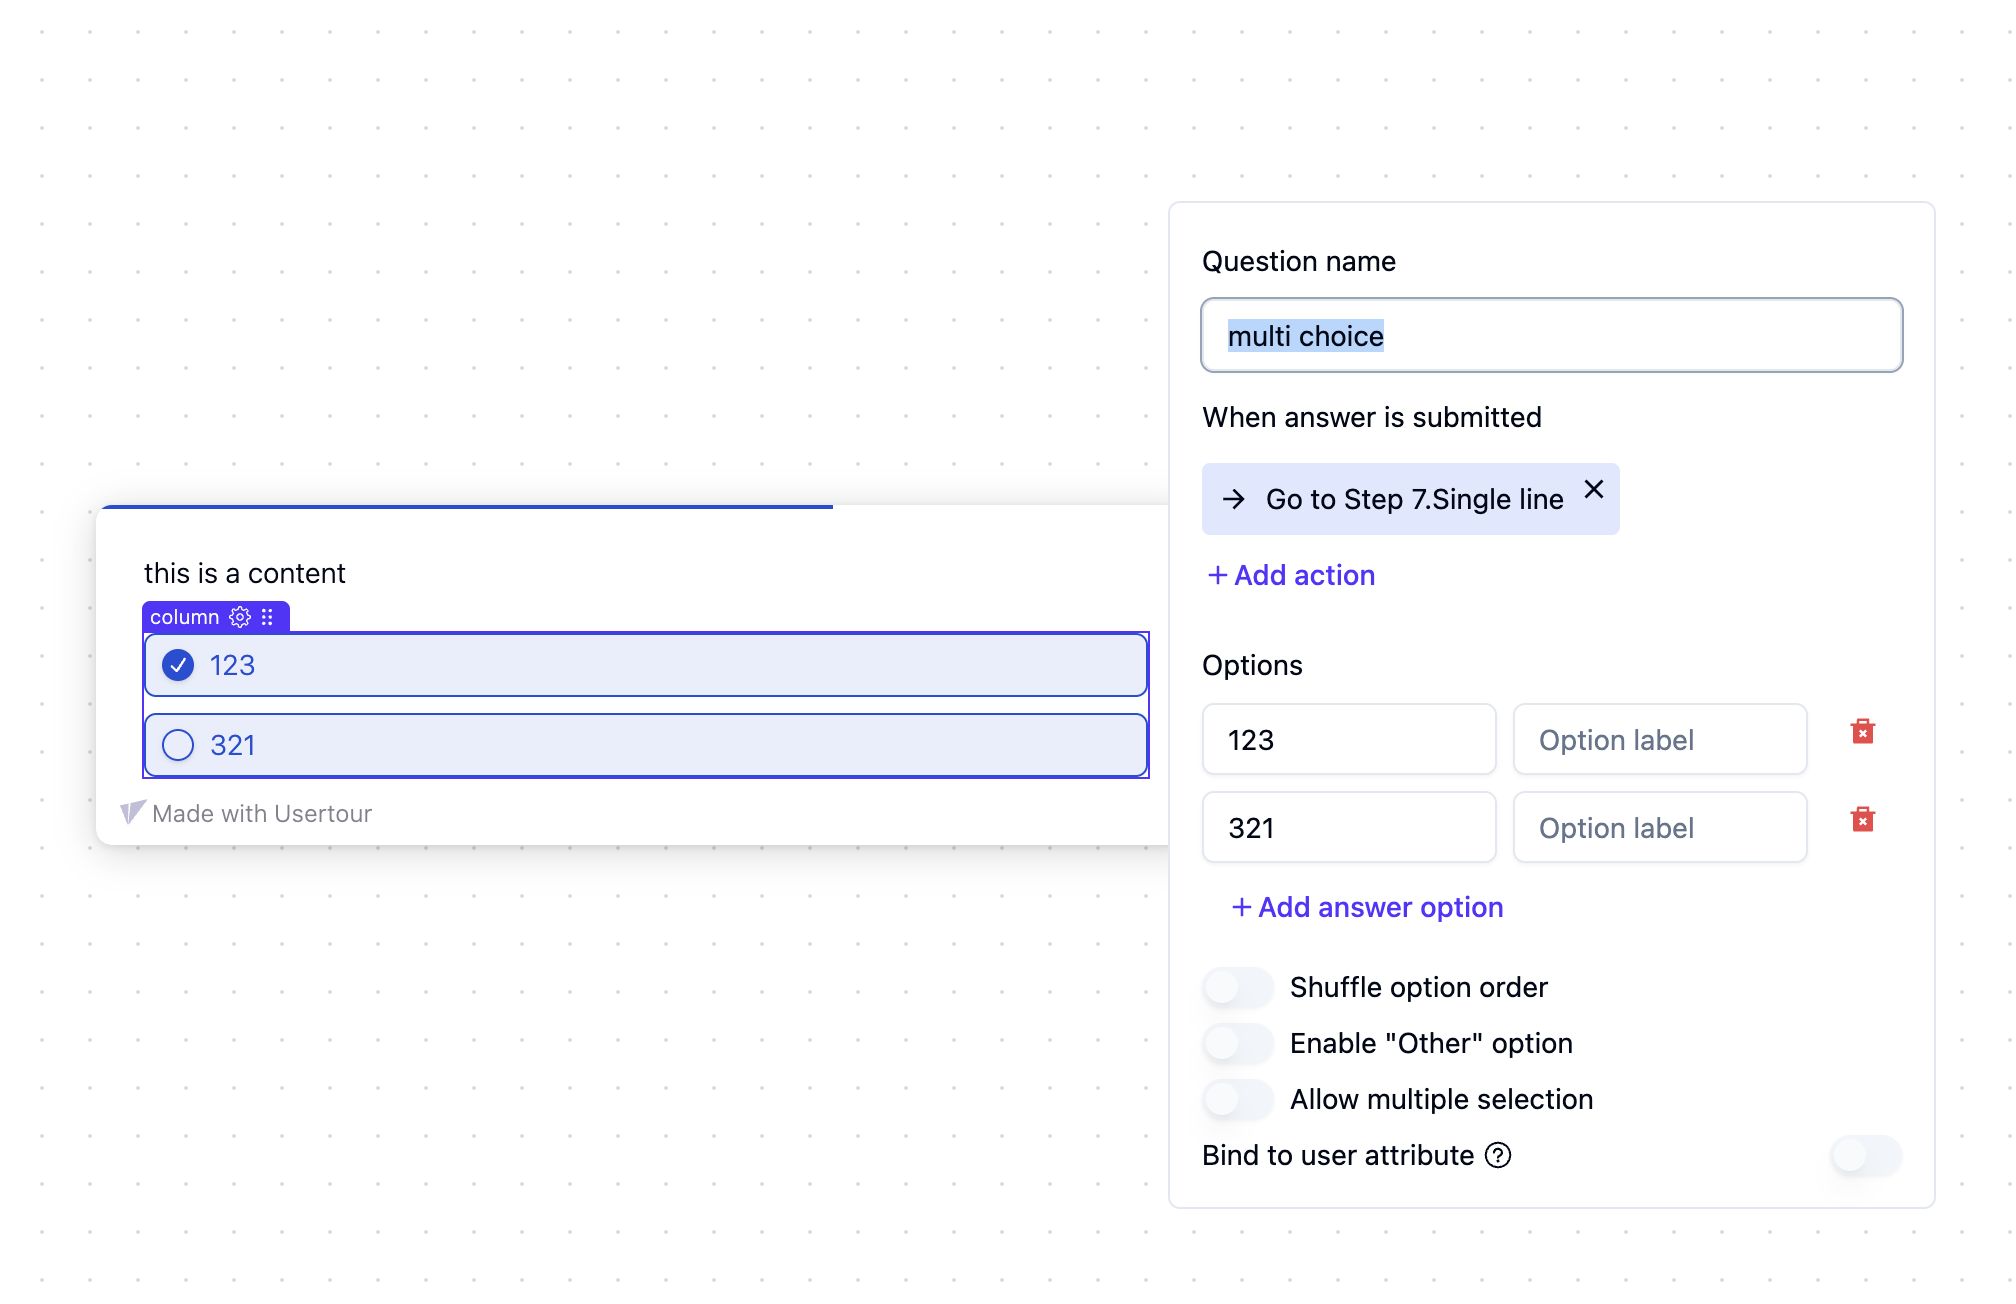 this is a content
column
123
321
Made with Usertour
Question name
multi choice
When answer is submitted
Go to Step 7.Single line
Add action
Options
123 Option label
321 Option label
Add answer option
Shuffle option order
Enable "Other" option
Allow multiple selection
Bind to user attribute